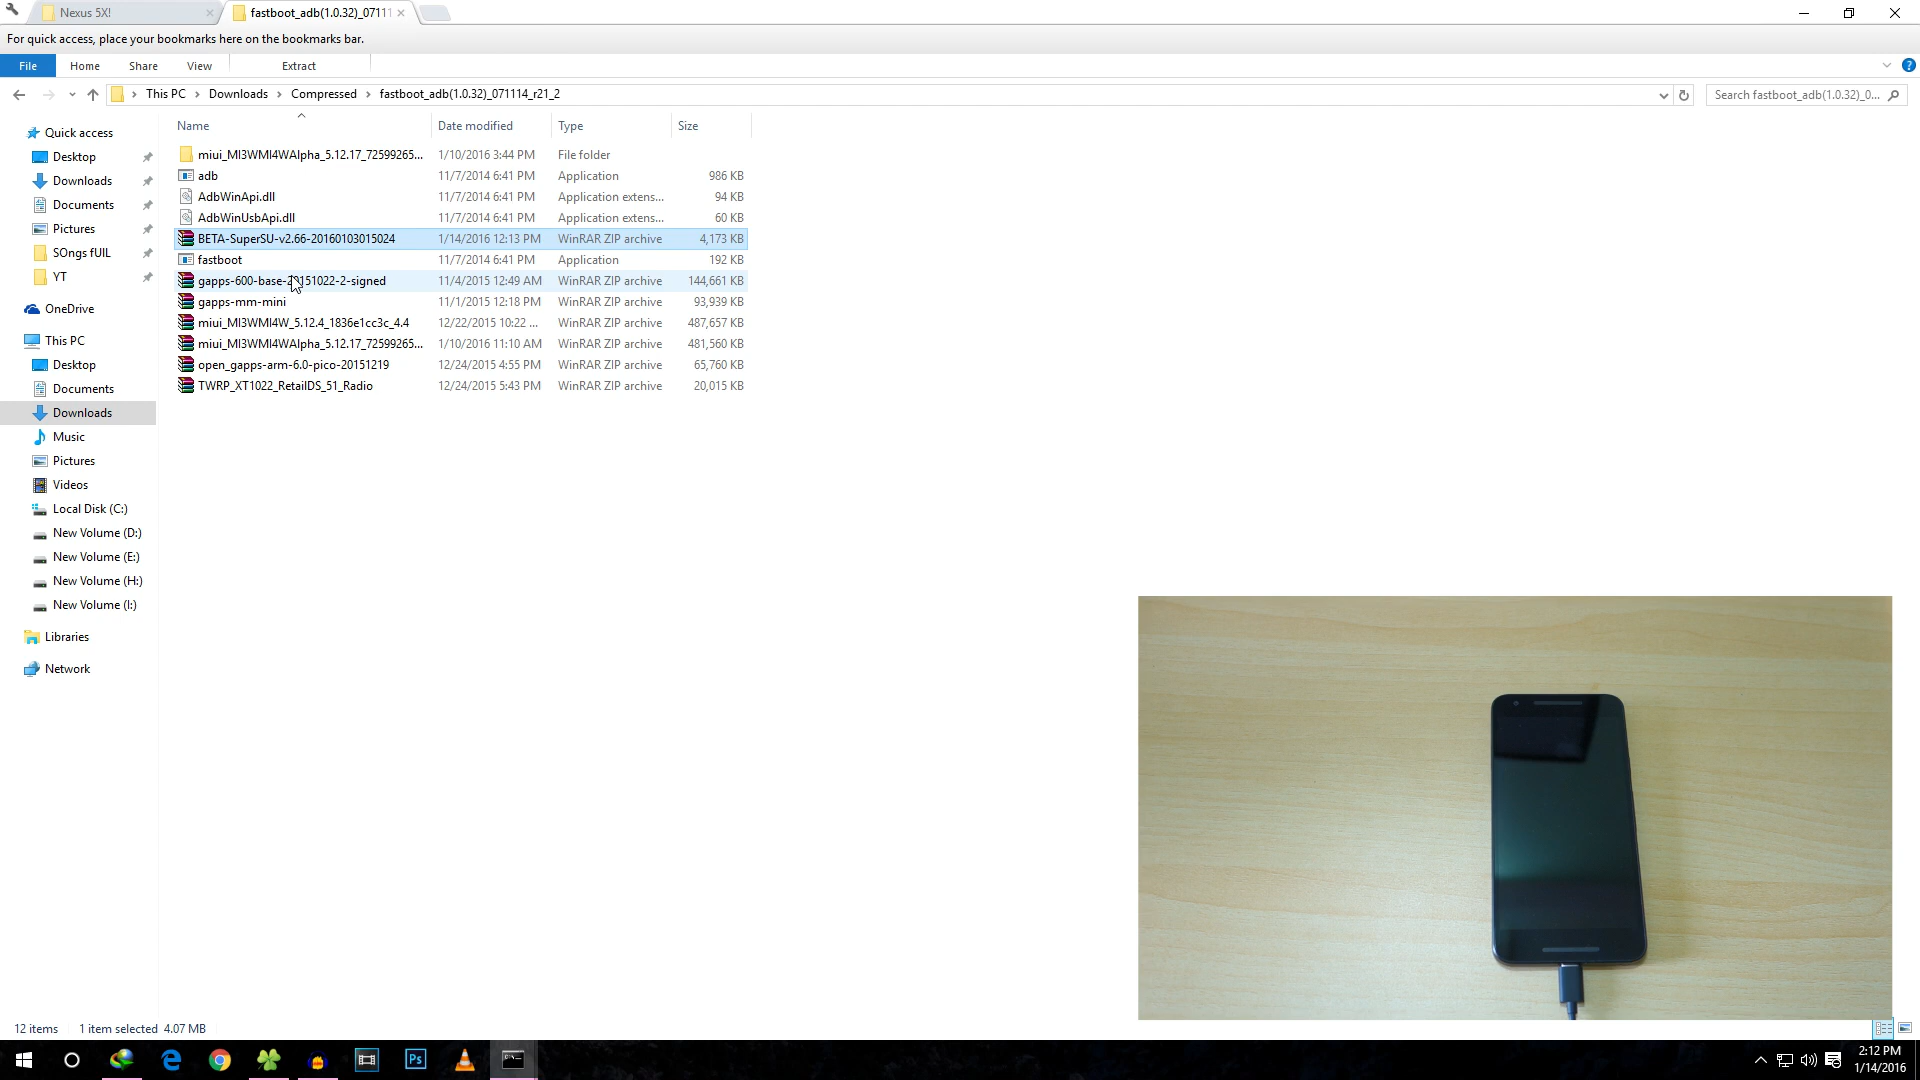 Nexus 5X!
fastboot_adb(1.0.32)_07111
For quick access, place your bookmarks here on the bookmarks bar.
File Home Share View Extract
This PC Downloads Compressed fastboot_adb(1.0.32)_071114_r21_2
Search fastboot_adb(1.0.32)_0...
Name Date modified Type Size
miui_MI3WMI4WAlpha_5.12.17_72599265... 1/10/2016 3:44 PM File folder
adb 11/7/2014 6:41 PM Application 986 KB
AdbWinApi.dll 11/7/2014 6:41 PM Application extens... 94 KB
AdbWinUsbApi.dll 11/7/2014 6:41 PM Application extens... 60 KB
BETA-SuperSU-v2.66-20160103015024 1/14/2016 12:13 PM WinRAR ZIP archive 4,173 KB
fastboot 11/7/2014 6:41 PM Application 192 KB
gapps-600-base-20151022-2-signed 11/4/2015 12:49 AM WinRAR ZIP archive 144,661 KB
gapps-mm-mini 11/1/2015 12:18 PM WinRAR ZIP archive 93,939 KB
miui_MI3WMI4W_5.12.4_1836e1cc3c_4.4 12/22/2015 10:22 ... WinRAR ZIP archive 487,657 KB
miui_MI3WMI4WAlpha_5.12.17_72599265... 1/10/2016 11:10 AM WinRAR ZIP archive 481,560 KB
open_gapps-arm-6.0-pico-20151219 12/24/2015 4:55 PM WinRAR ZIP archive 65,760 KB
TWRP_XT1022_RetailDS_51_Radio 12/24/2015 5:43 PM WinRAR ZIP archive 20,015 KB
Quick access
Desktop
Downloads
Documents
Pictures
SOngs fUlL
YT
OneDrive
This PC
Desktop
Documents
Downloads
Music
Pictures
Videos
Local Disk (C:)
New Volume (D:)
New Volume (E:)
New Volume (H:)
New Volume (I:)
Libraries
Network
12 items 1 item selected 4.07 MB
Ps
2:12 PM
1/14/2016